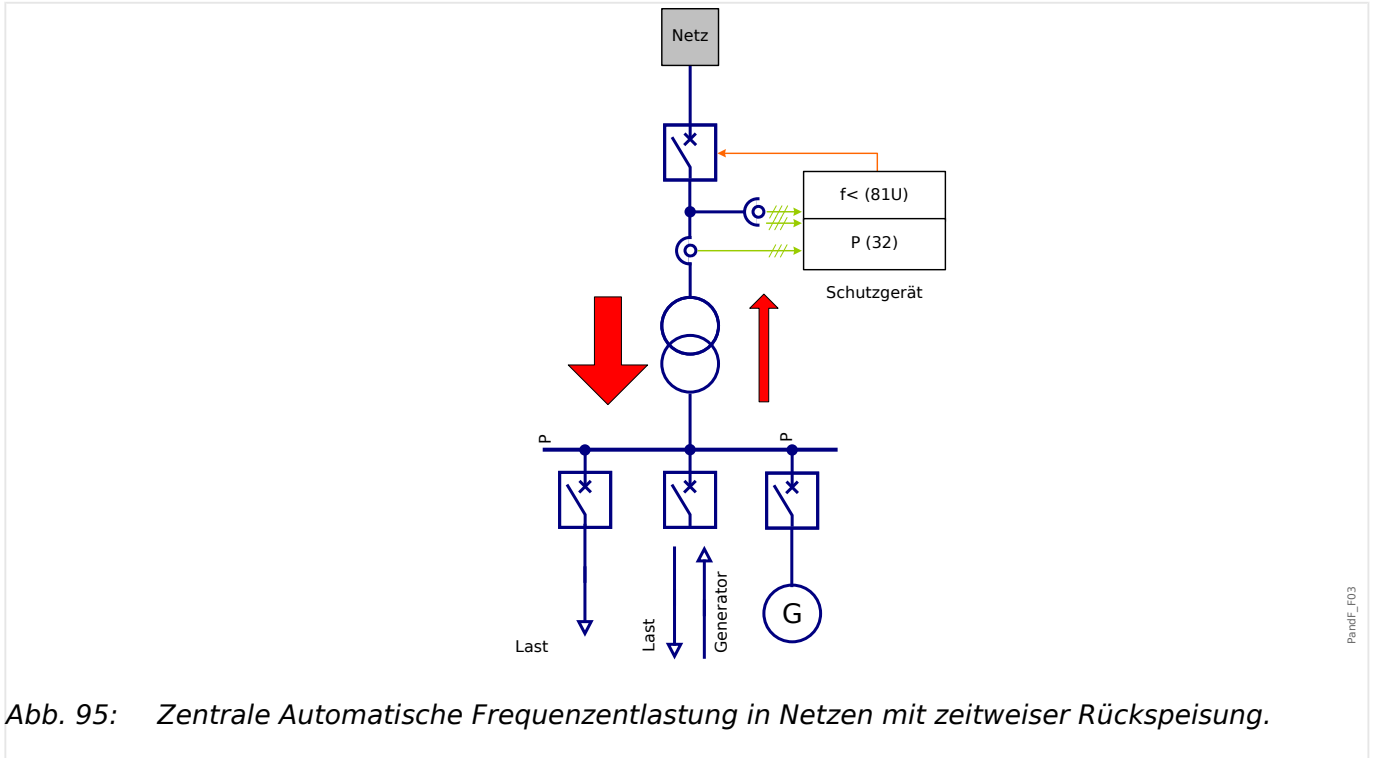 Netz
f< (81U)
P (32)
Schutzgerät
P
P
Last
Last
Generator
G
PandF_F03
Abb. 95: Zentrale Automatische Frequenzentlastung in Netzen mit zeitweiser Rückspeisung.